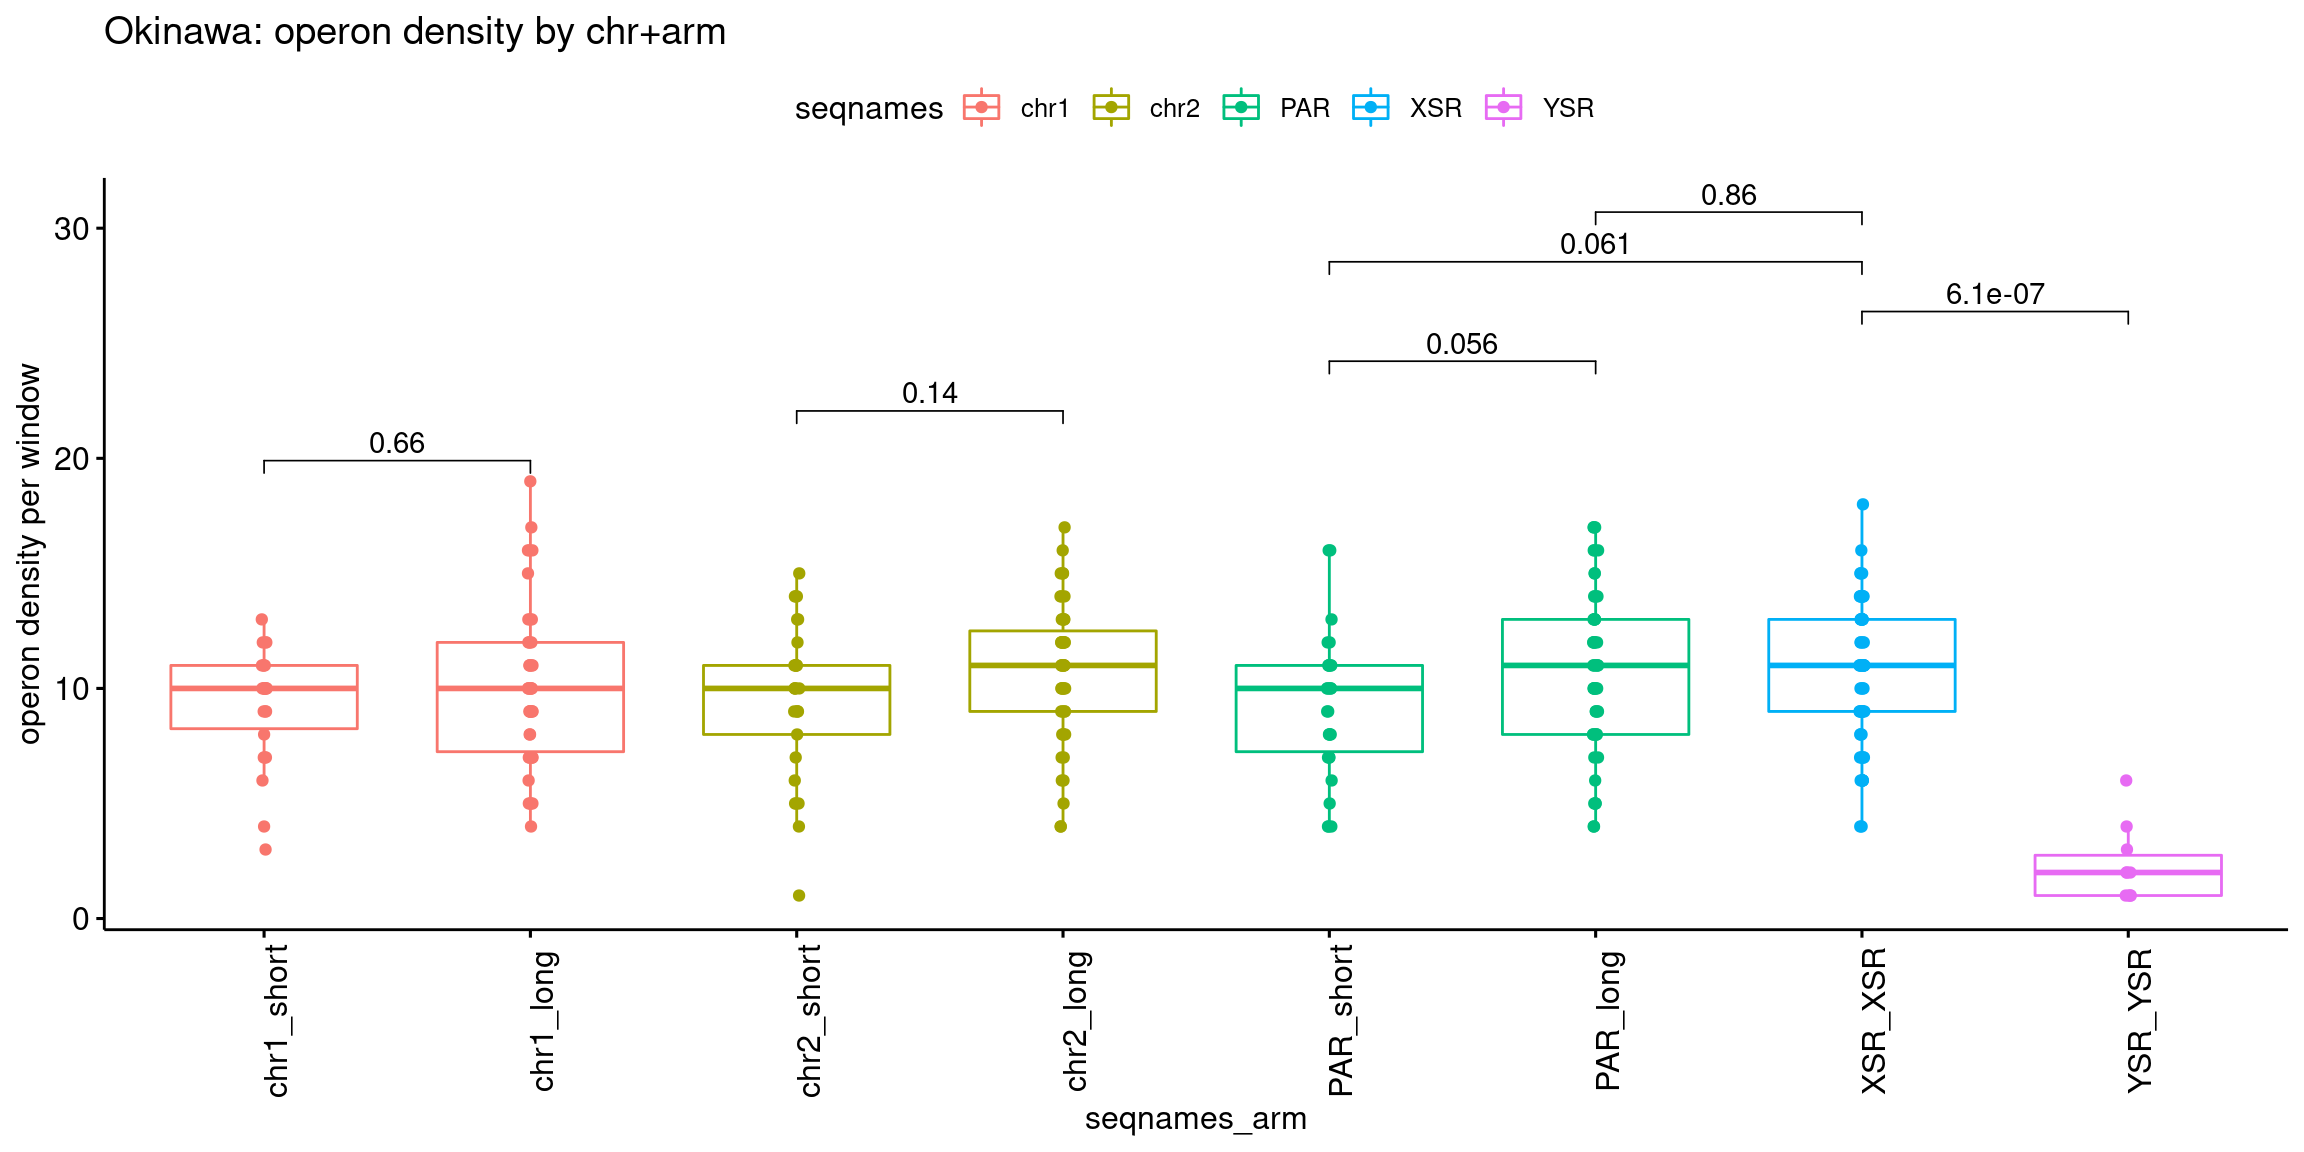 Okinawa: operon density by chr+arm
seqnames chr1 chr2 PAR XSR YSR
operon density per window
30
20
10
0
0.86
0.061
6.1e-07
0.056
0.14
0.66
chr1_short
chr1_long
chr2_short
chr2_long
PAR_short
PAR_long
XSR_XSR
YSR_YSR
seqnames_arm